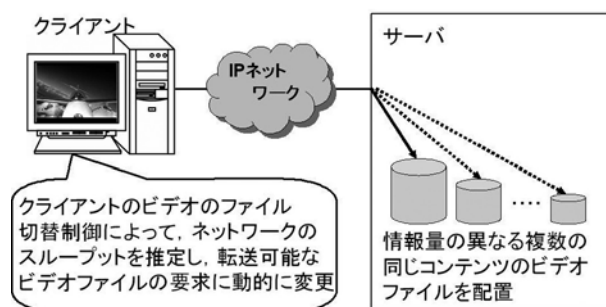 クライアント
サーバ
IPネット
ワーク
クライアントのビデオのファイル
切替制御によって，ネットワークの
スループットを推定し，転送可能な
ビデオファイルの要求に動的に変更
情報量の異なる複数の
同じコンテンツのビデオ
ファイルを配置